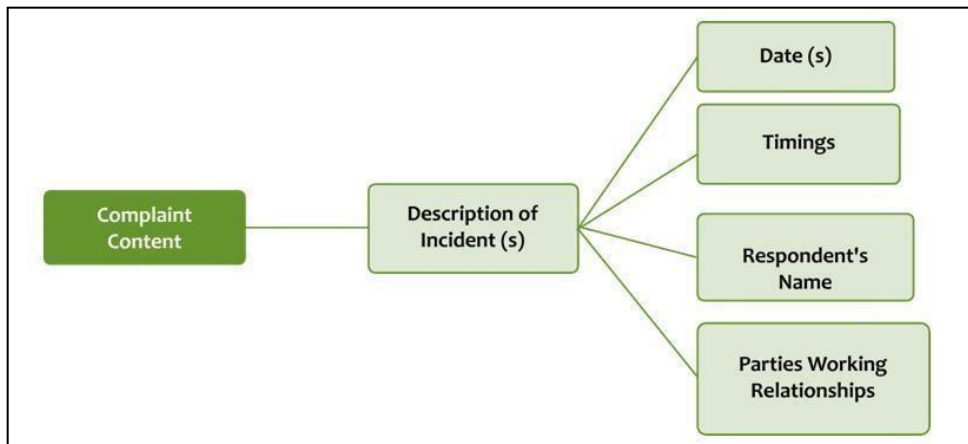 Complaint
Content
Description of
Incident (s)
Date (s)
Timings
Respondent's
Name
Parties Working
Relationships